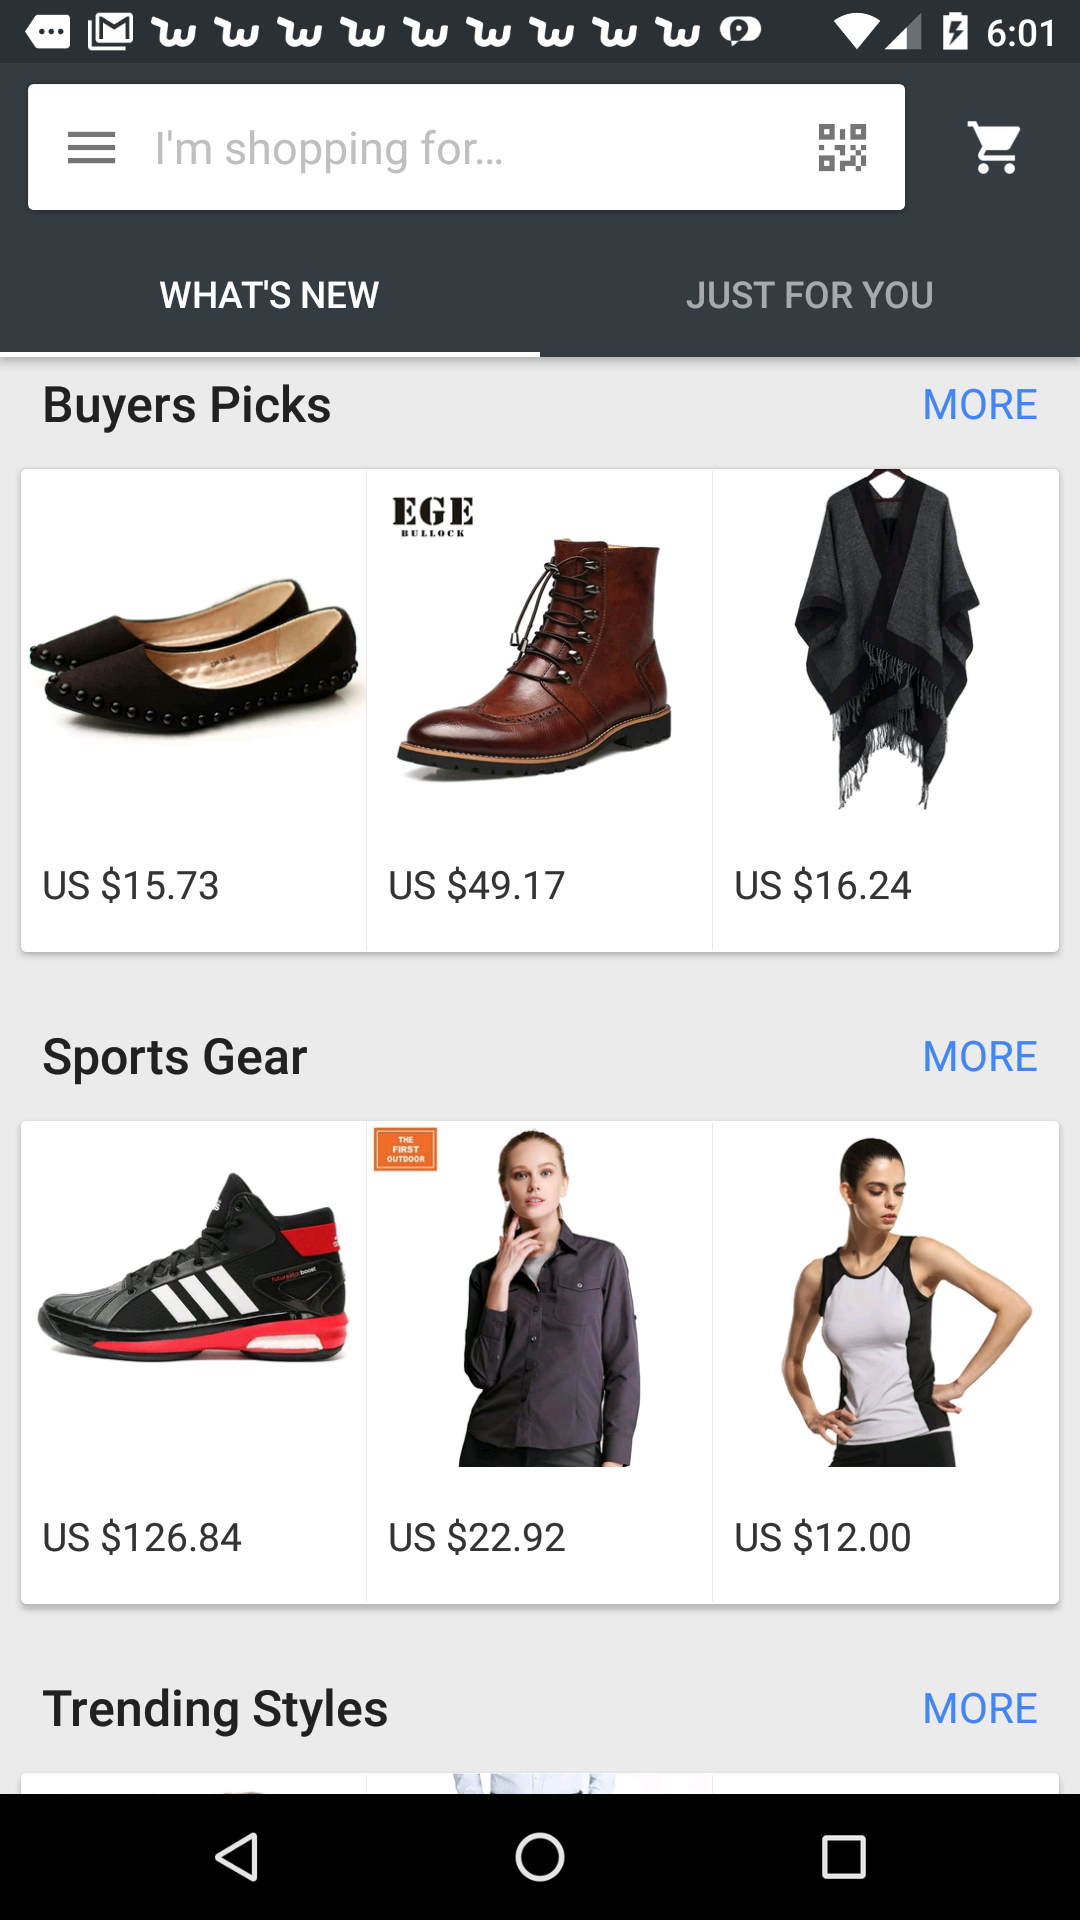 6:01
I'm shopping for...
WHAT'S NEW
JUST FOR YOU
Buyers Picks
MORE
EGE
BULLOCK
US $15.73
US $49.17
US $16.24
Sports Gear
MORE
THE
FIRST
OUTDOOR
US $126.84
US $22.92
US $12.00
Trending Styles
MORE